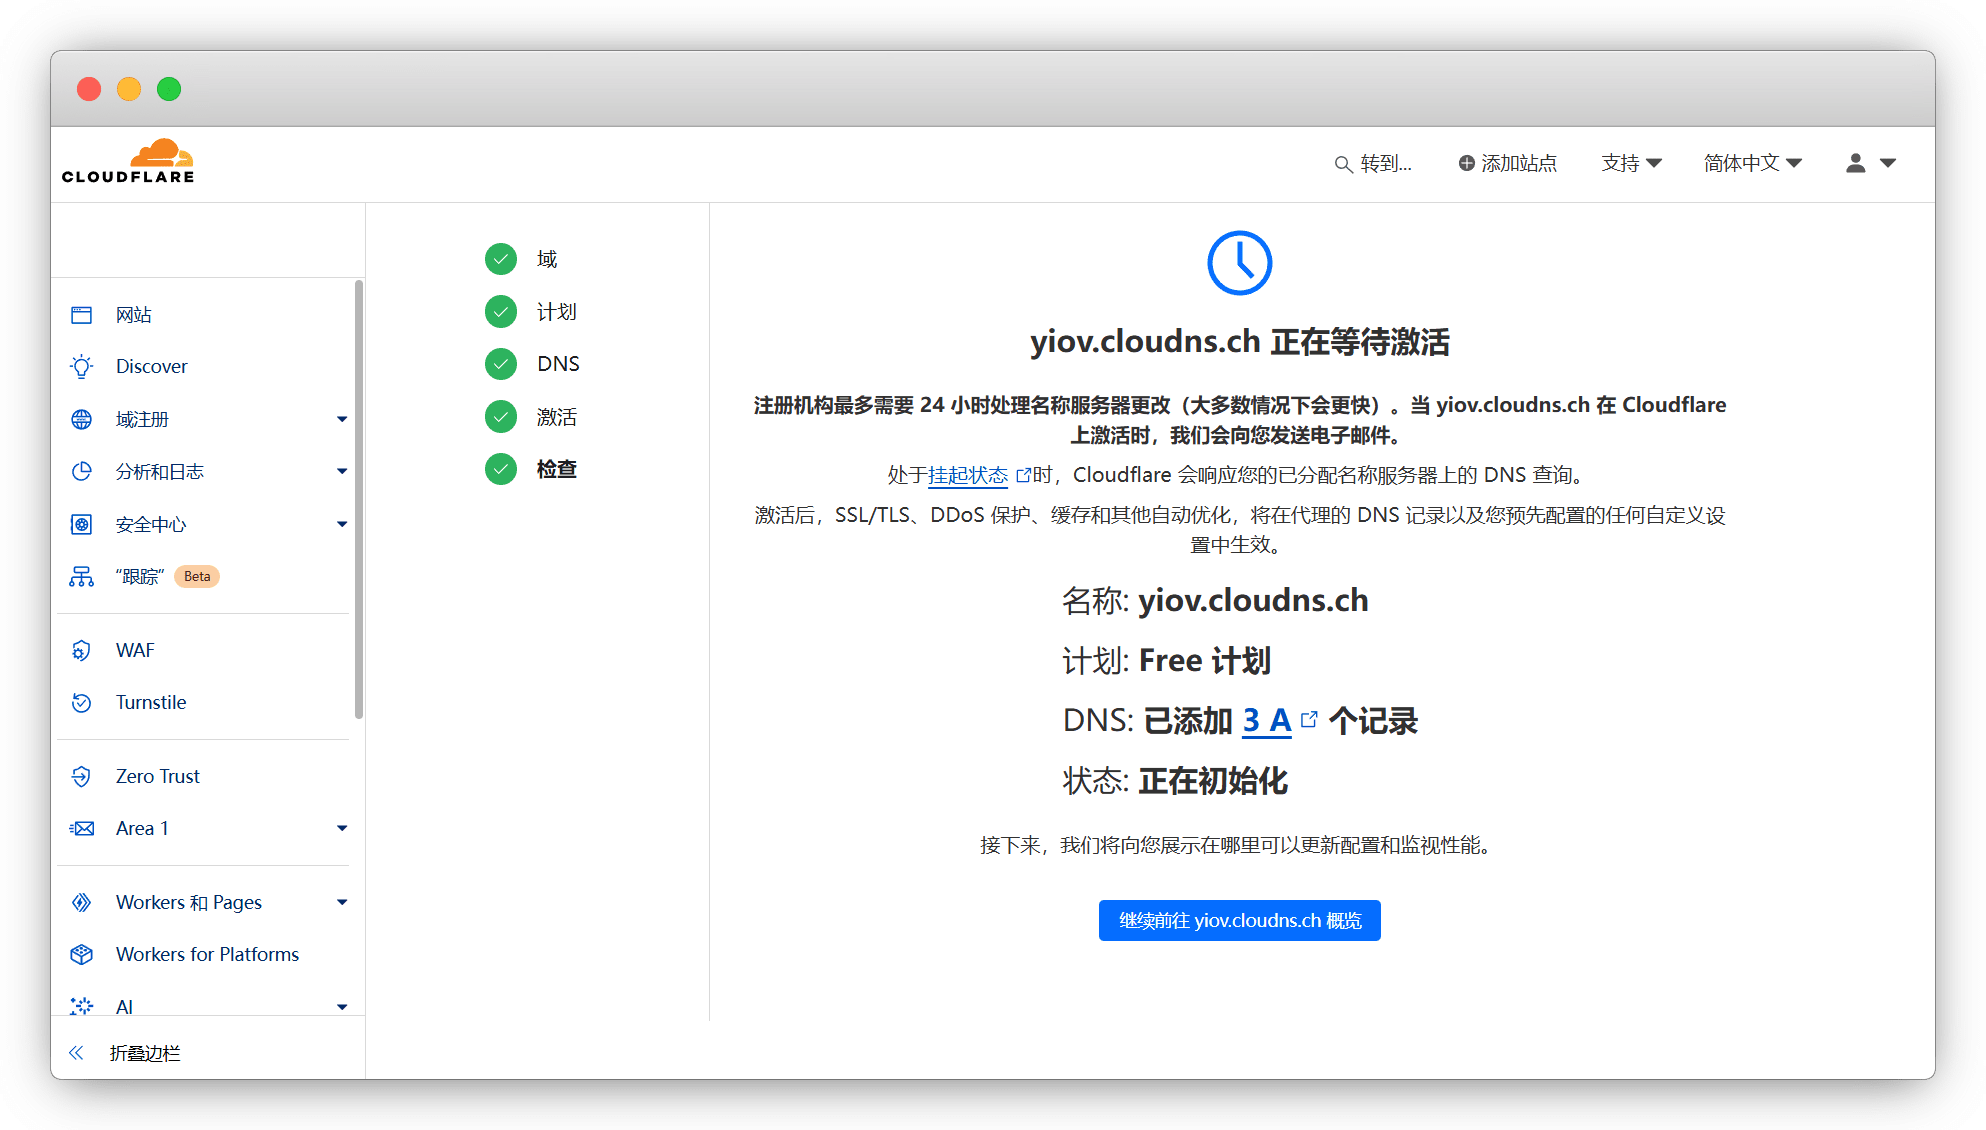 CLOUDFLARE
转到...
添加站点
支持
简体中文
网站
Discover
域注册
分析和日志
安全中心
“跟踪” Beta
WAF
Turnstile
Zero Trust
Area 1
Workers 和 Pages
Workers for Platforms
AI
折叠边栏
域
计划
DNS
激活
检查
yiov.cloudns.ch 正在等待激活
注册机构最多需要 24 小时处理名称服务器更改（大多数情况下会更快）。当 yiov.cloudns.ch 在 Cloudflare
上激活时，我们会向您发送电子邮件。
处于挂起状态时，Cloudflare 会响应您的已分配名称服务器上的 DNS 查询。
激活后，SSL/TLS、DDoS 保护、缓存和其他自动优化，将在代理的 DNS 记录以及您预先配置的任何自定义设
置中生效。
名称: yiov.cloudns.ch
计划: Free 计划
DNS: 已添加 3 A 个记录
状态: 正在初始化
接下来，我们将向您展示在哪里可以更新配置和监视性能。
继续前往 yiov.cloudns.ch 概览